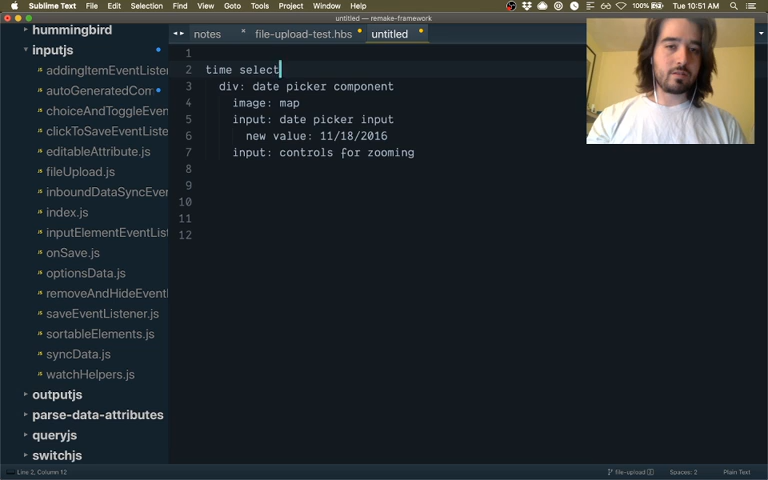 Sublime Text File Edit Selection Find View Goto Tools Project Window Help 100% Tue 10:51 AM
untitled — remake-framework
hummingbird
inputjs
addingItemEventListe
autoGeneratedCom
choiceAndToggleEven
clickToSaveEventListe
editableAttribute.js
fileUpload.js
inboundDataSyncEver
index.js
inputElementEventList
onSave.js
optionsData.js
removeAndHideEventl
saveEventListener.js
sortableElements.js
syncData.js
watchHelpers.js
outputjs
parse-data-attributes
queryjs
switchjs
notes file-upload-test.hbs untitled
1
2 time select
3 div: date picker component
4 image: map
5 input: date picker input
6 new value: 11/18/2016
7 input: controls for zooming
8
9
10
11
12
Line 2, Column 12 file-upload Spaces: 2 Plain Text